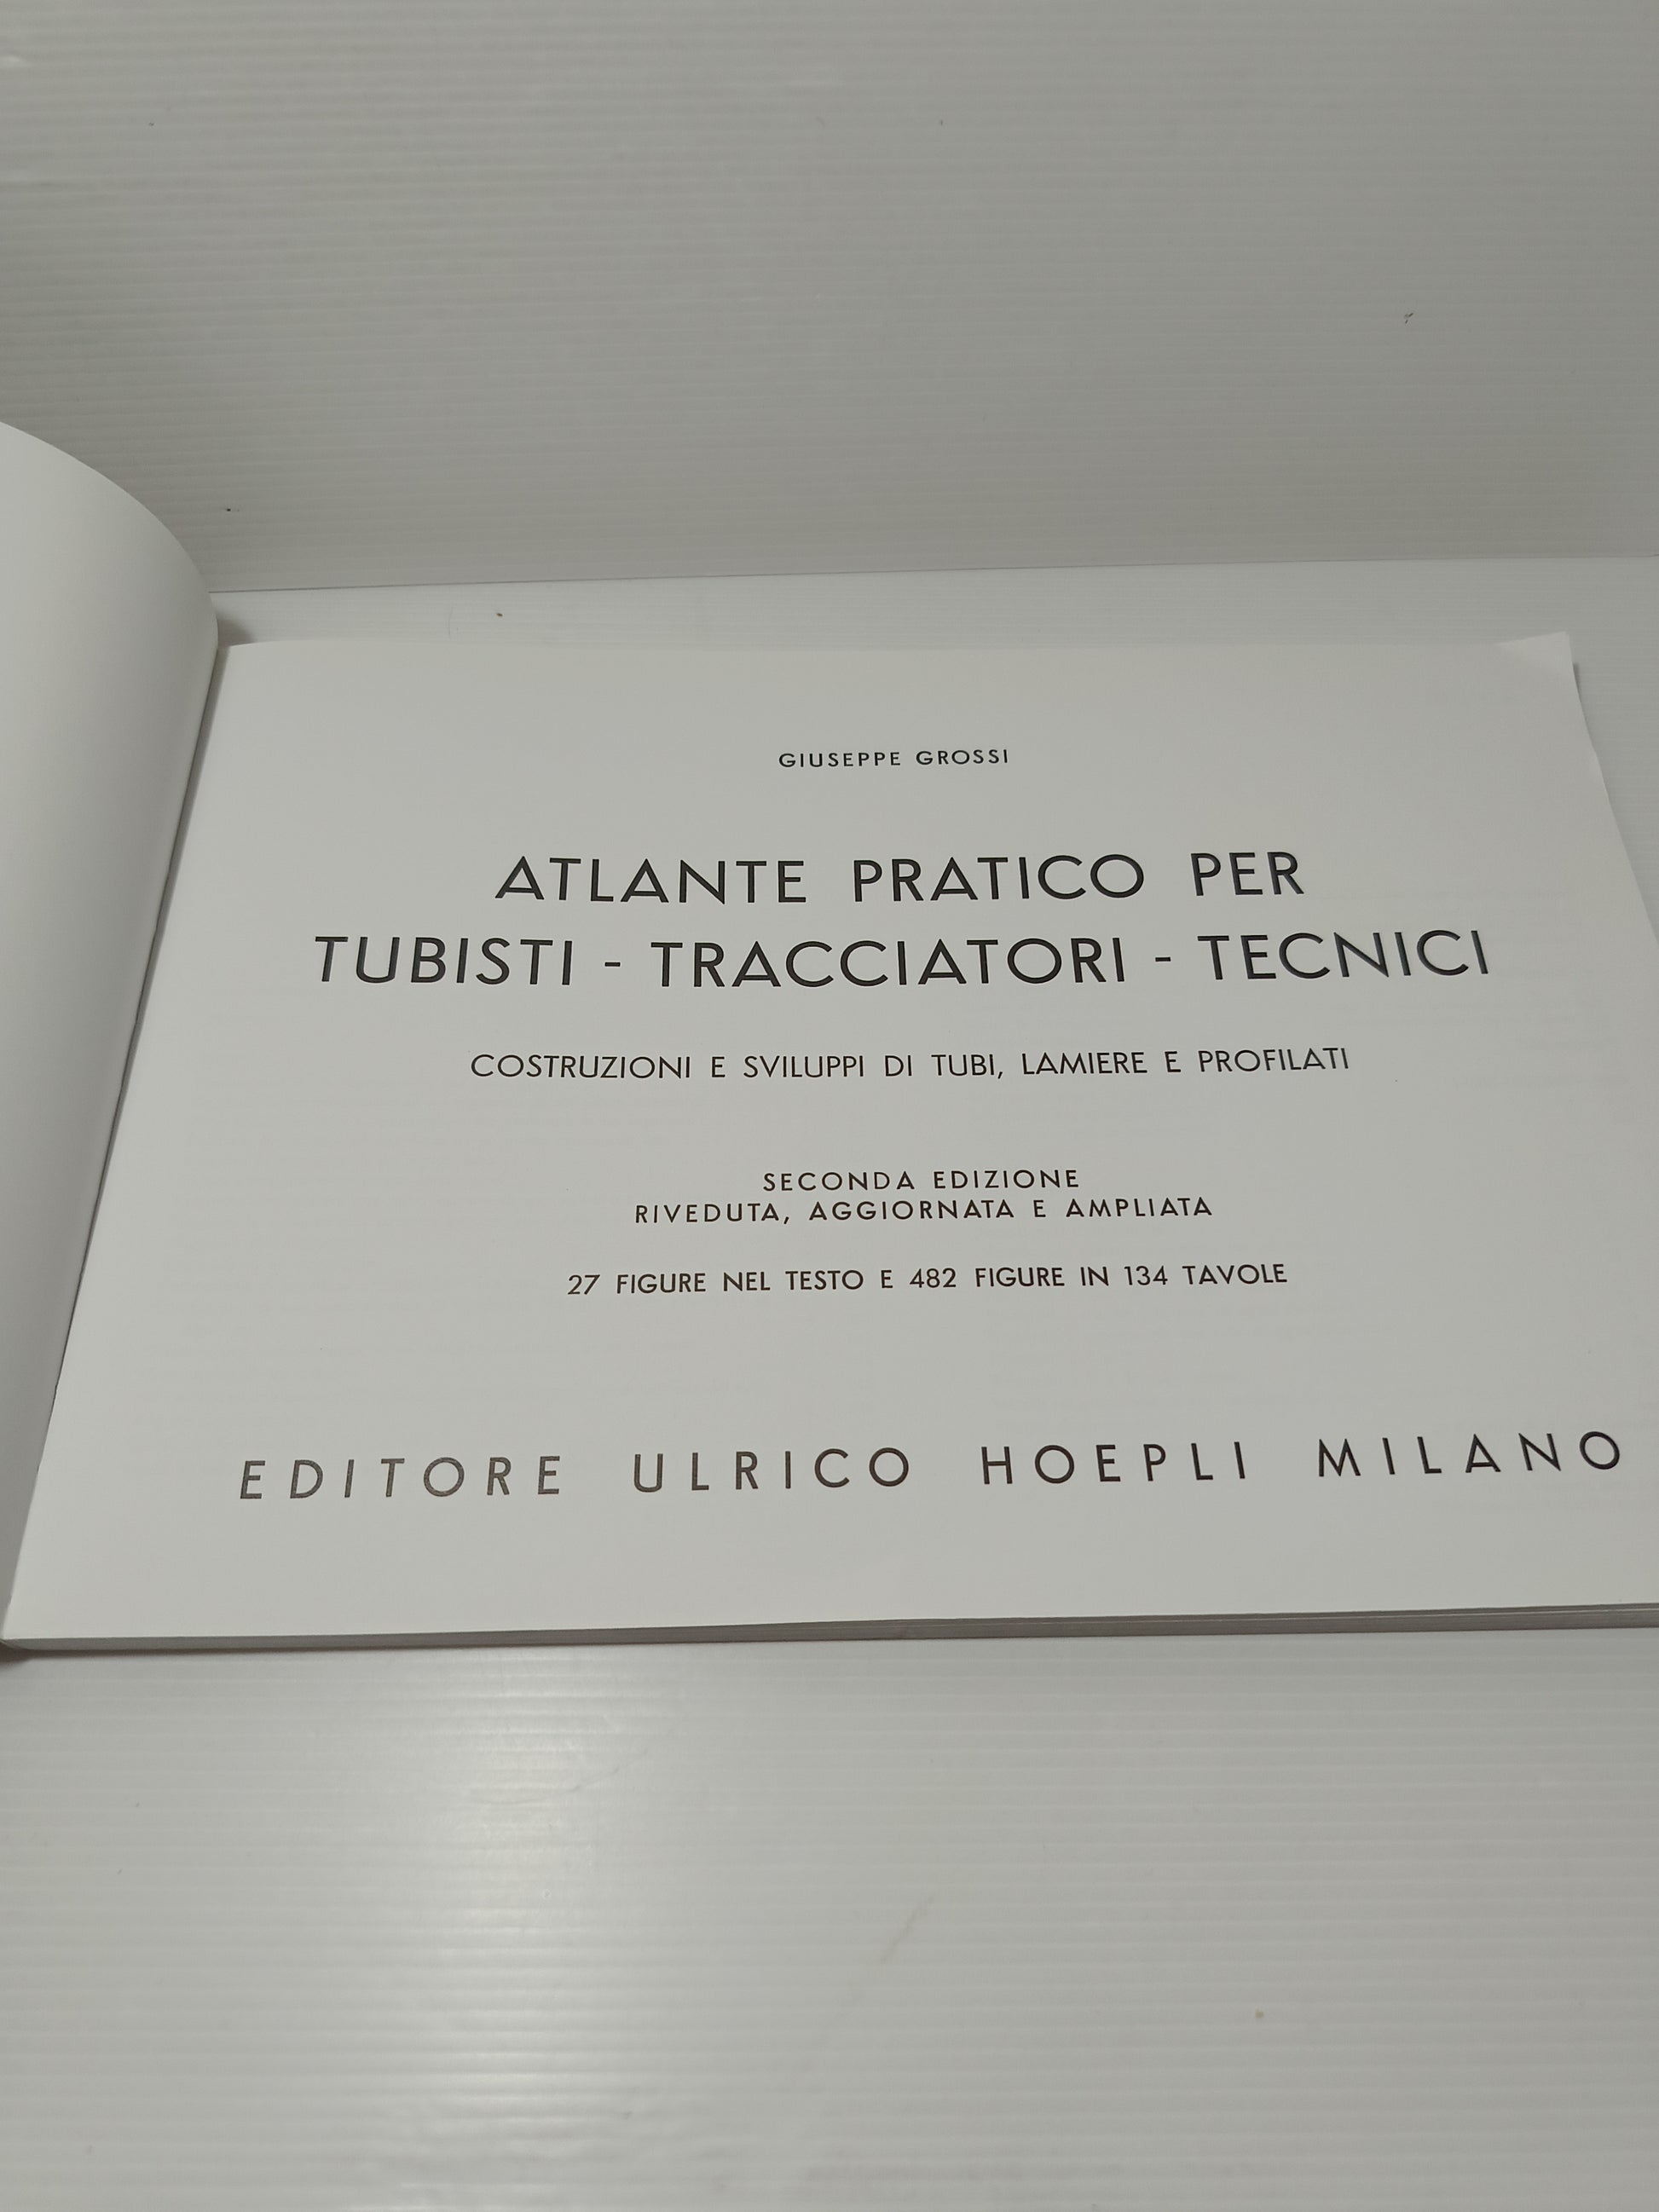 GIUSEPPE GROSSI
ATLANTE PRATICO PER
TUBISTI - TRACCIATORI - TECNICI
COSTRUZIONI E SVILUPPI DI TUBI, LAMIERE E PROFILATI
SECONDA EDIZIONE
RIVEDUTA, AGGIORNATA E AMPLIATA
27 FIGURE NEL TESTO E 482 FIGURE IN 134 TAVOLE
EDITORE ULRICO HOEPLI MILANO